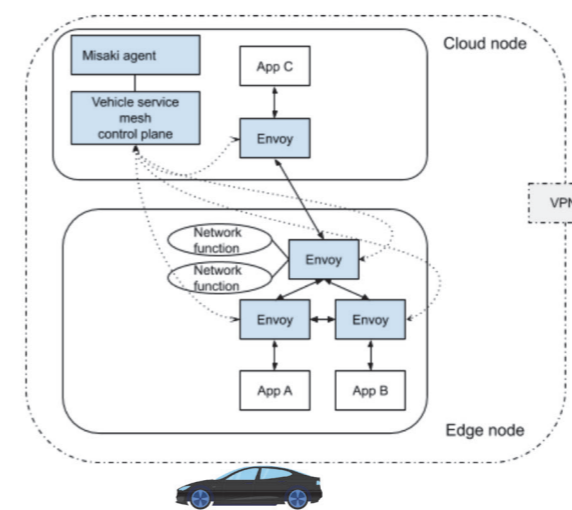 Cloud node
Misaki agent
App C
Vehicle service
mesh
control plane
Envoy
VPN
Network
function
Envoy
Network
function
Envoy
Envoy
App A
App B
Edge node